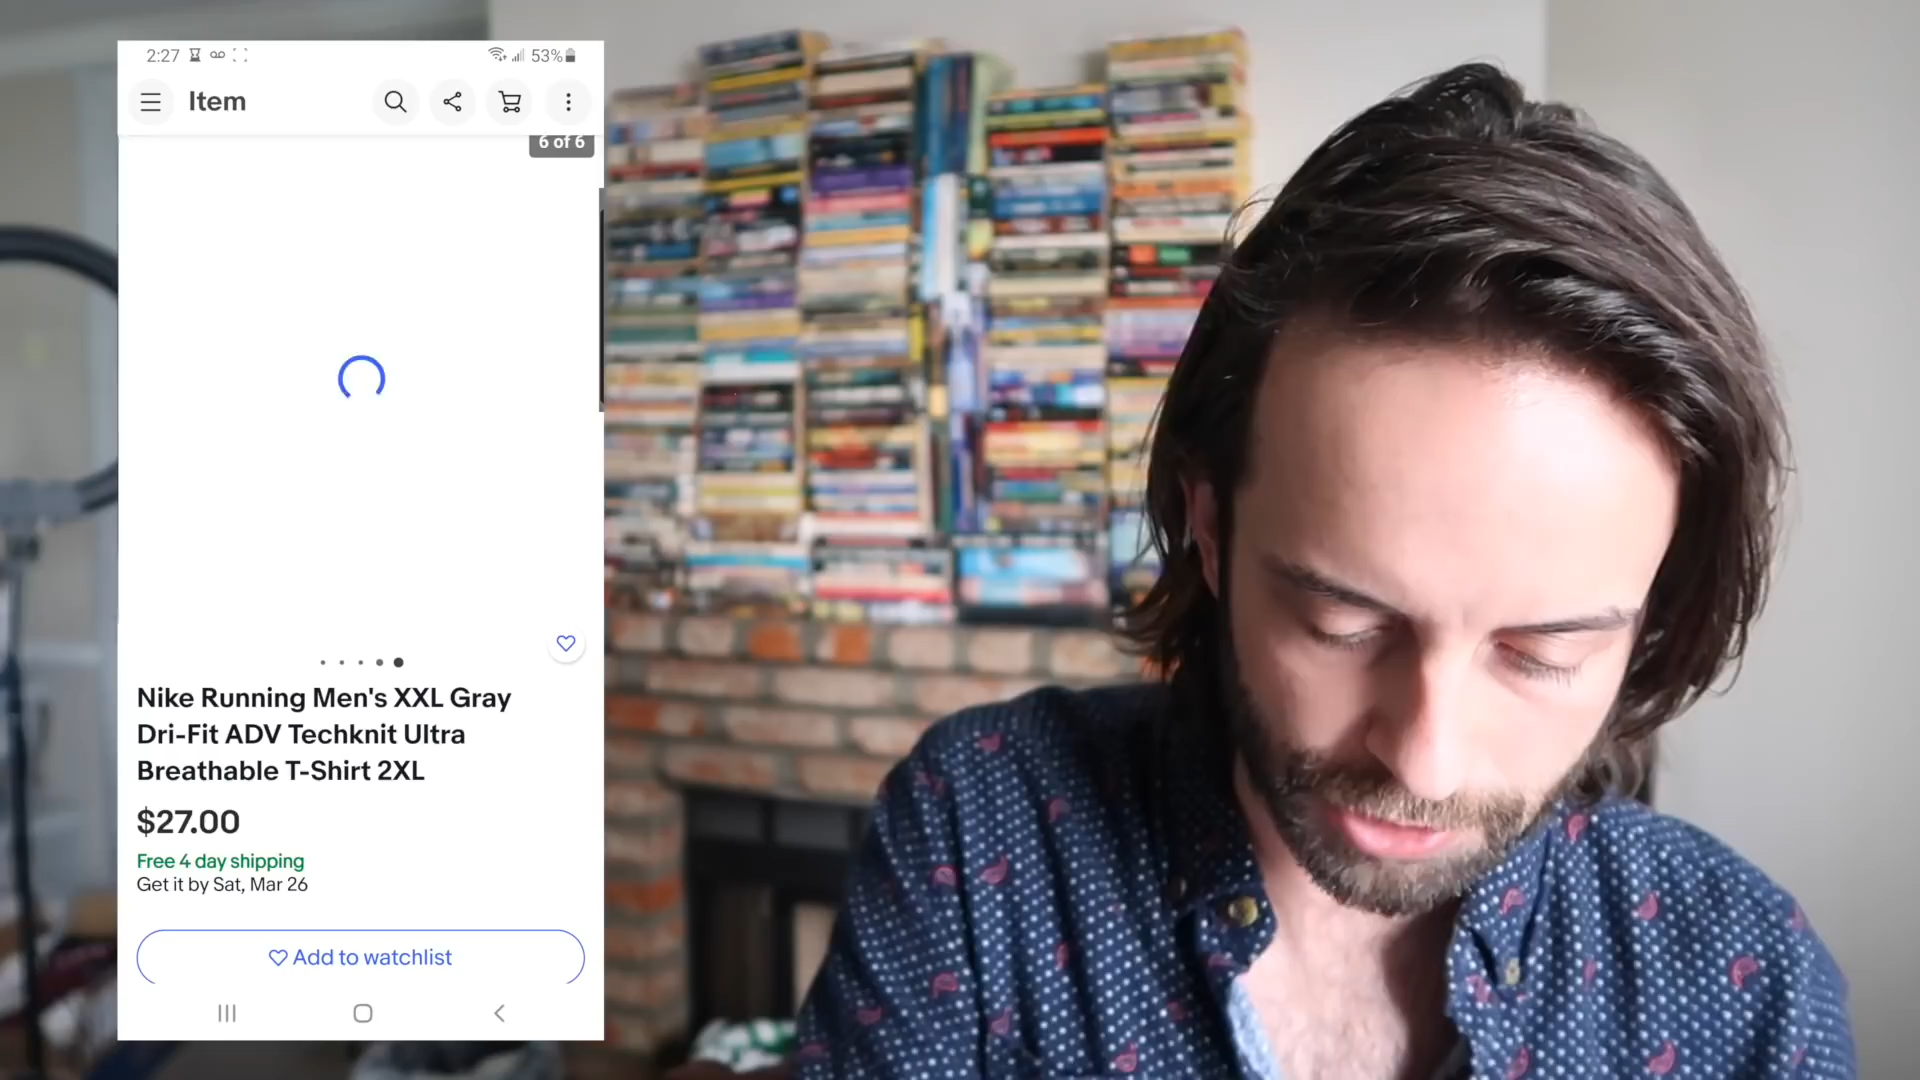 2:27 53%
Item
6 of 6
Nike Running Men's XXL Gray
Dri-Fit ADV Techknit Ultra
Breathable T-Shirt 2XL
$27.00
Free 4 day shipping
Get it by Sat, Mar 26
Add to watchlist